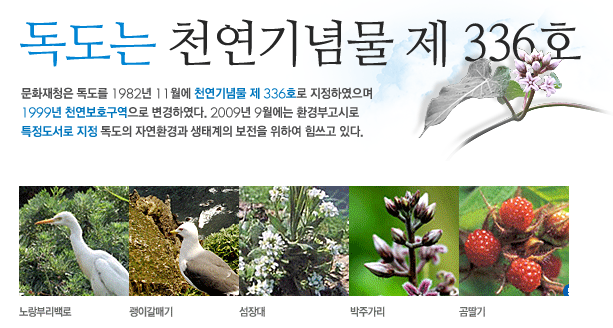 독도는 천연기념물 제 336호
문화재청은 독도를 1982년 11월에 천연기념물 제 336호로 지정하였으며
1999년 천연보호구역으로 변경하였다. 2009년 9월에는 환경부고시로
특정도서로 지정 독도의 자연환경과 생태계의 보전을 위하여 힘쓰고 있다.
노랑부리백로 괭이갈매기 섬장대 박주가리 곰딸기